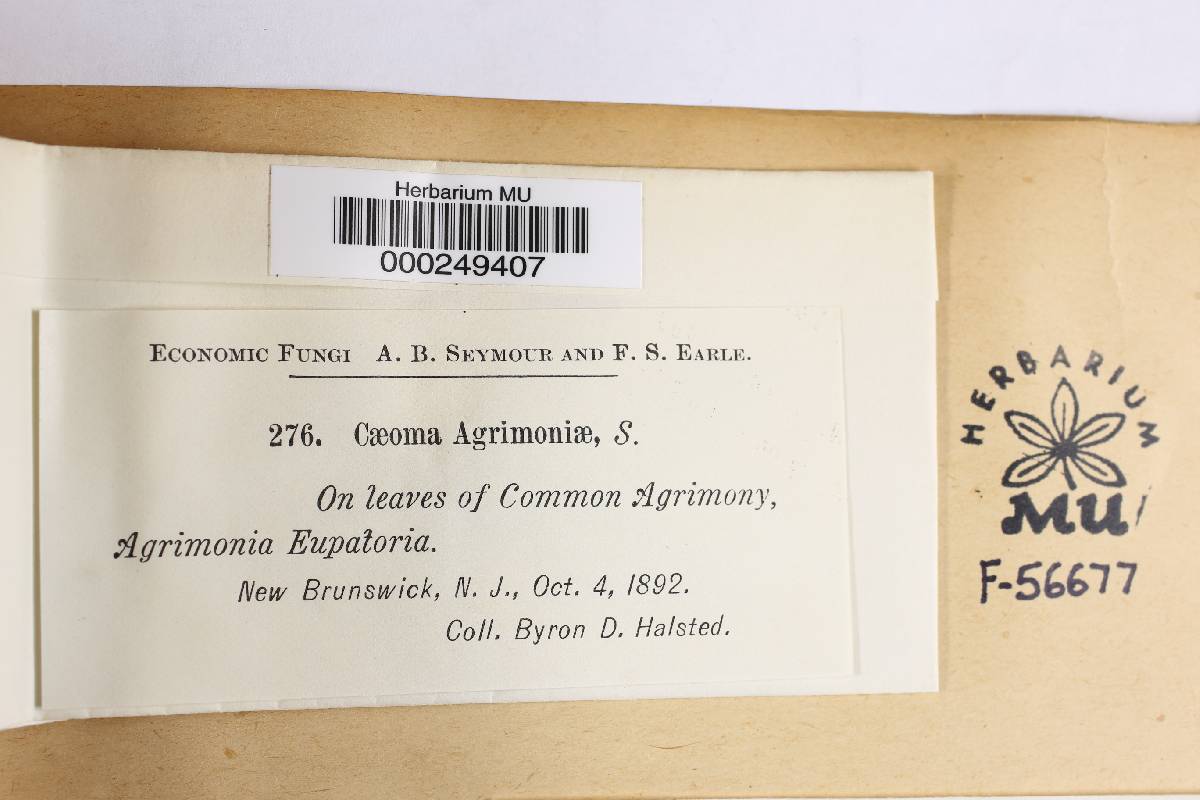 Herbarium MU
000249407
Economic Fungi A. B. Seymour and F. S. Earle.
276. Cæoma Agrimoniæ, S.
On leaves of Common Agrimony,
Agrimonia Eupatoria.
New Brunswick, N. J., Oct. 4, 1892.
Coll. Byron D. Halsted.
HERBARIUM
MU
F-56677